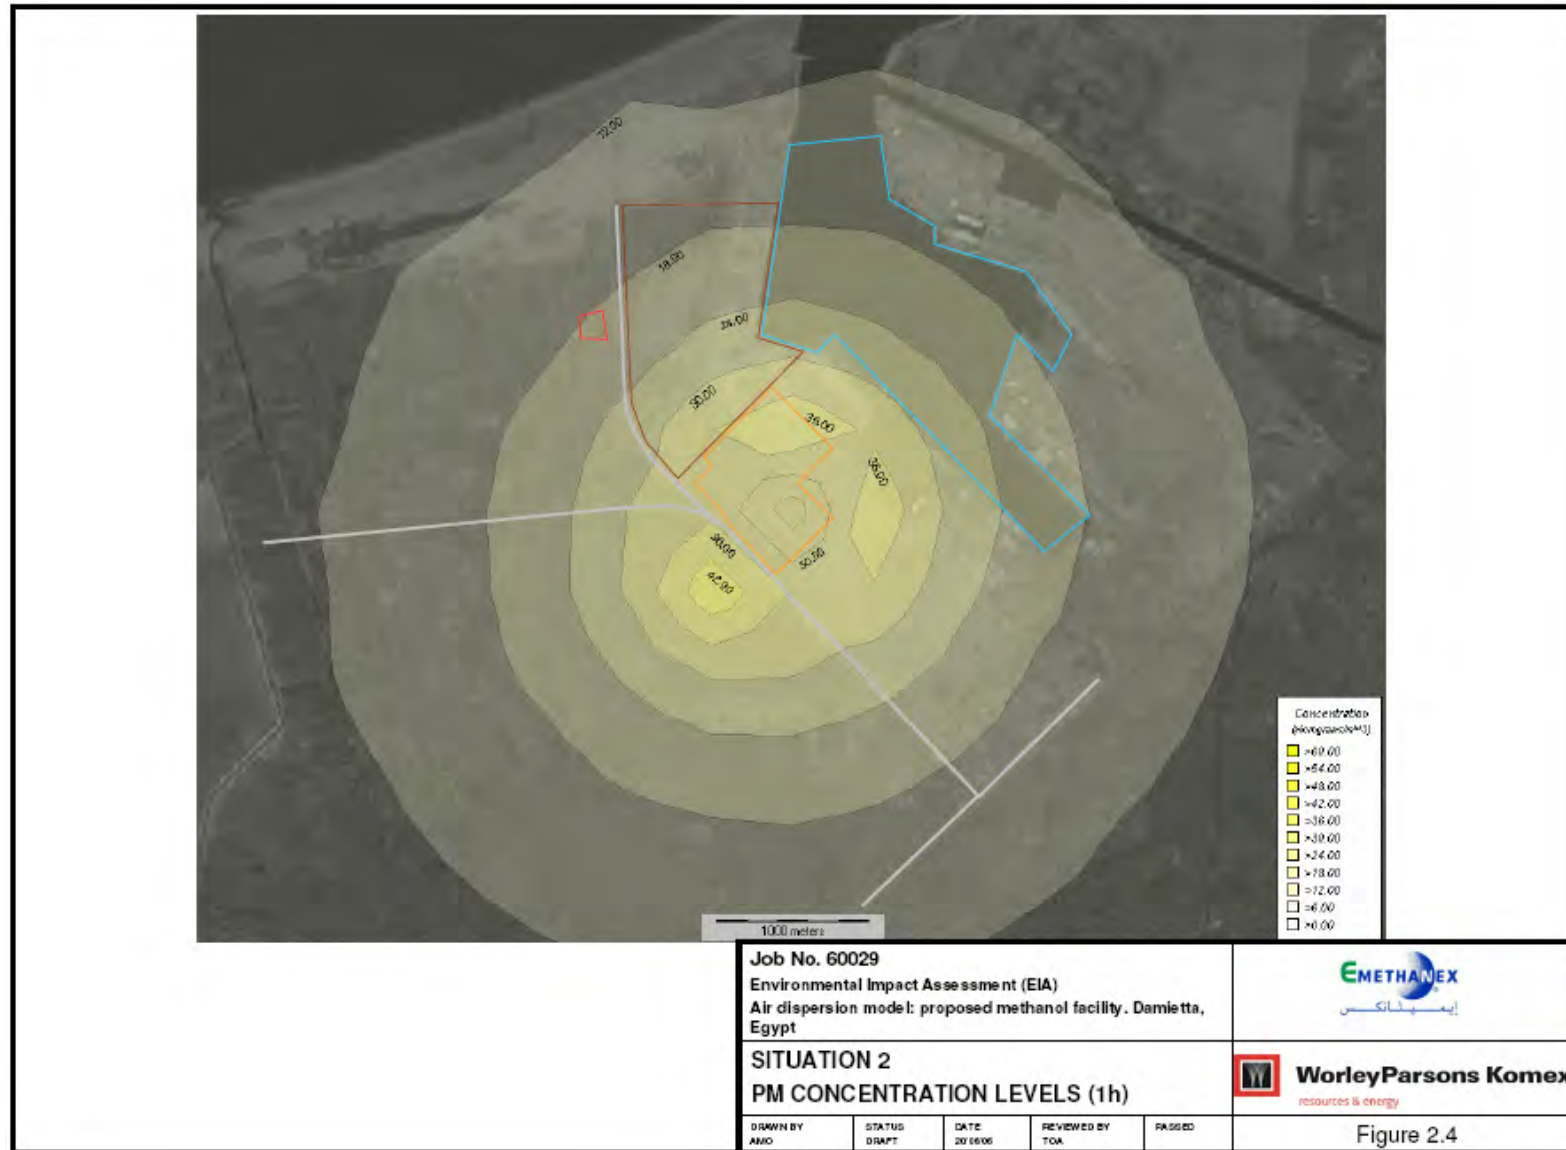 12.00
18.00
24.00
30.00
36.00
36.00
30.00
42.00
Concentration
>60.00
>54.00
>48.00
>42.00
>36.00
>30.00
>24.00
>18.00
>12.00
>6.00
>0.00
1000 meters
Job No. 60029
Environmental Impact Assessment (EIA)
Air dispersion model: proposed methanol facility. Damietta,
Egypt
SITUATION 2
PM CONCENTRATION LEVELS (1h)
DRAWN BY
AMO
STATUS
DRAFT
DATE
REVIEWED BY
TOA
PASSED
EMETHANEX
إيميثانكس
WorleyParsons Komex
resources & energy
Figure 2.4